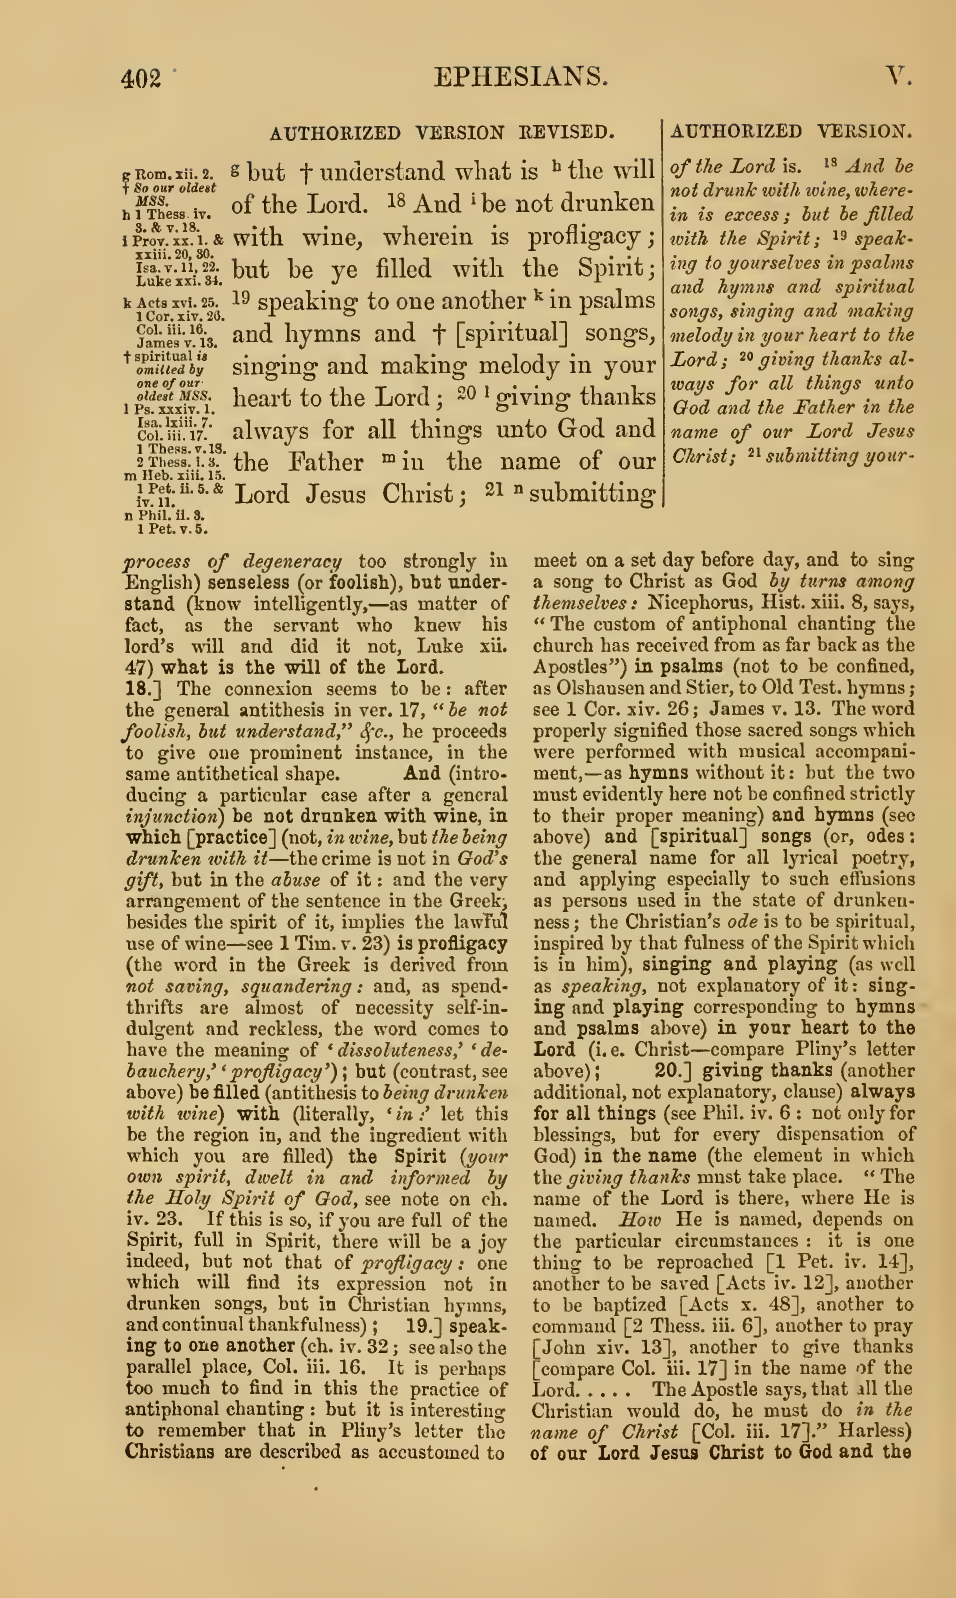 402 EPHESIANS. V.
AUTHORIZED VERSION REVISED.
g Rom. xii. 2.
† So our oldest
MSS.
h 1 Thess. iv.
3. & v. 18.
i Prov. xx. 1. &
xxiii. 20, 30.
Isa. v. 11, 22.
Luke xxi. 34.
k Acts xvi. 25.
1 Cor. xiv. 26.
Col. iii. 16.
James v. 13.
† spiritual is
omitted by
one of our
oldest MSS.
l Ps. xxxiv. 1.
Isa. lxiii. 7.
Col. iii. 17.
1 Thess. v. 18.
2 Thess. i. 3.
m Heb. xiii. 15.
1 Pet. ii. 5. &
iv. 11.
n Phil. ii. 3.
1 Pet. v. 5.
g but † understand what is h the will
of the Lord. 18 And i be not drunken
with wine, wherein is profligacy;
but be ye filled with the Spirit;
19 speaking to one another k in psalms
and hymns and † [spiritual] songs,
singing and making melody in your
heart to the Lord; 20 l giving thanks
always for all things unto God and
the Father m in the name of our
Lord Jesus Christ; 21 n submitting
AUTHORIZED VERSION.
of the Lord is. 18 And be
not drunk with wine, where-
in is excess; but be filled
with the Spirit; 19 speak-
ing to yourselves in psalms
and hymns and spiritual
songs, singing and making
melody in your heart to the
Lord; 20 giving thanks al-
ways for all things unto
God and the Father in the
name of our Lord Jesus
Christ; 21 submitting your-
process of degeneracy too strongly in
English) senseless (or foolish), but under-
stand (know intelligently,—as matter of
fact, as the servant who knew his
lord's will and did it not, Luke xii.
47) what is the will of the Lord.
18.] The connexion seems to be: after
the general antithesis in ver. 17, "be not
foolish, but understand," &c., he proceeds
to give one prominent instance, in the
same antithetical shape. And (intro-
ducing a particular case after a general
injunction) be not drunken with wine, in
which [practice] (not, in wine, but the being
drunken with it—the crime is not in God's
gift, but in the abuse of it: and the very
arrangement of the sentence in the Greek,
besides the spirit of it, implies the lawful
use of wine—see 1 Tim. v. 23) is profligacy
(the word in the Greek is derived from
not saving, squandering: and, as spend-
thrifts are almost of necessity self-in-
dulgent and reckless, the word comes to
have the meaning of 'dissoluteness,' 'de-
bauchery,' 'profligacy'); but (contrast, see
above) be filled (antithesis to being drunken
with wine) with (literally, 'in:' let this
be the region in, and the ingredient with
which you are filled) the Spirit (your
own spirit, dwelt in and informed by
the Holy Spirit of God, see note on ch.
iv. 23. If this is so, if you are full of the
Spirit, full in Spirit, there will be a joy
indeed, but not that of profligacy: one
which will find its expression not in
drunken songs, but in Christian hymns,
and continual thankfulness); 19.] speak-
ing to one another (ch. iv. 32; see also the
parallel place, Col. iii. 16. It is perhaps
too much to find in this the practice of
antiphonal chanting: but it is interesting
to remember that in Pliny's letter the
Christians are described as accustomed to
meet on a set day before day, and to sing
a song to Christ as God by turns among
themselves: Nicephorus, Hist. xiii. 8, says,
"The custom of antiphonal chanting the
church has received from as far back as the
Apostles") in psalms (not to be confined,
as Olshausen and Stier, to Old Test. hymns;
see 1 Cor. xiv. 26; James v. 13. The word
properly signified those sacred songs which
were performed with musical accompani-
ment,—as hymns without it: but the two
must evidently here not be confined strictly
to their proper meaning) and hymns (see
above) and [spiritual] songs (or, odes:
the general name for all lyrical poetry,
and applying especially to such effusions
as persons used in the state of drunken-
ness; the Christian's ode is to be spiritual,
inspired by that fulness of the Spirit which
is in him), singing and playing (as well
as speaking, not explanatory of it: sing-
ing and playing corresponding to hymns
and psalms above) in your heart to the
Lord (i. e. Christ—compare Pliny's letter
above); 20.] giving thanks (another
additional, not explanatory, clause) always
for all things (see Phil. iv. 6: not only for
blessings, but for every dispensation of
God) in the name (the element in which
the giving thanks must take place. "The
name of the Lord is there, where He is
named. How He is named, depends on
the particular circumstances: it is one
thing to be reproached [1 Pet. iv. 14],
another to be saved [Acts iv. 12], another
to be baptized [Acts x. 48], another to
command [2 Thess. iii. 6], another to pray
[John xiv. 13], another to give thanks
[compare Col. iii. 17] in the name of the
Lord. . . . . The Apostle says, that all the
Christian would do, he must do in the
name of Christ [Col. iii. 17]." Harless)
of our Lord Jesus Christ to God and the